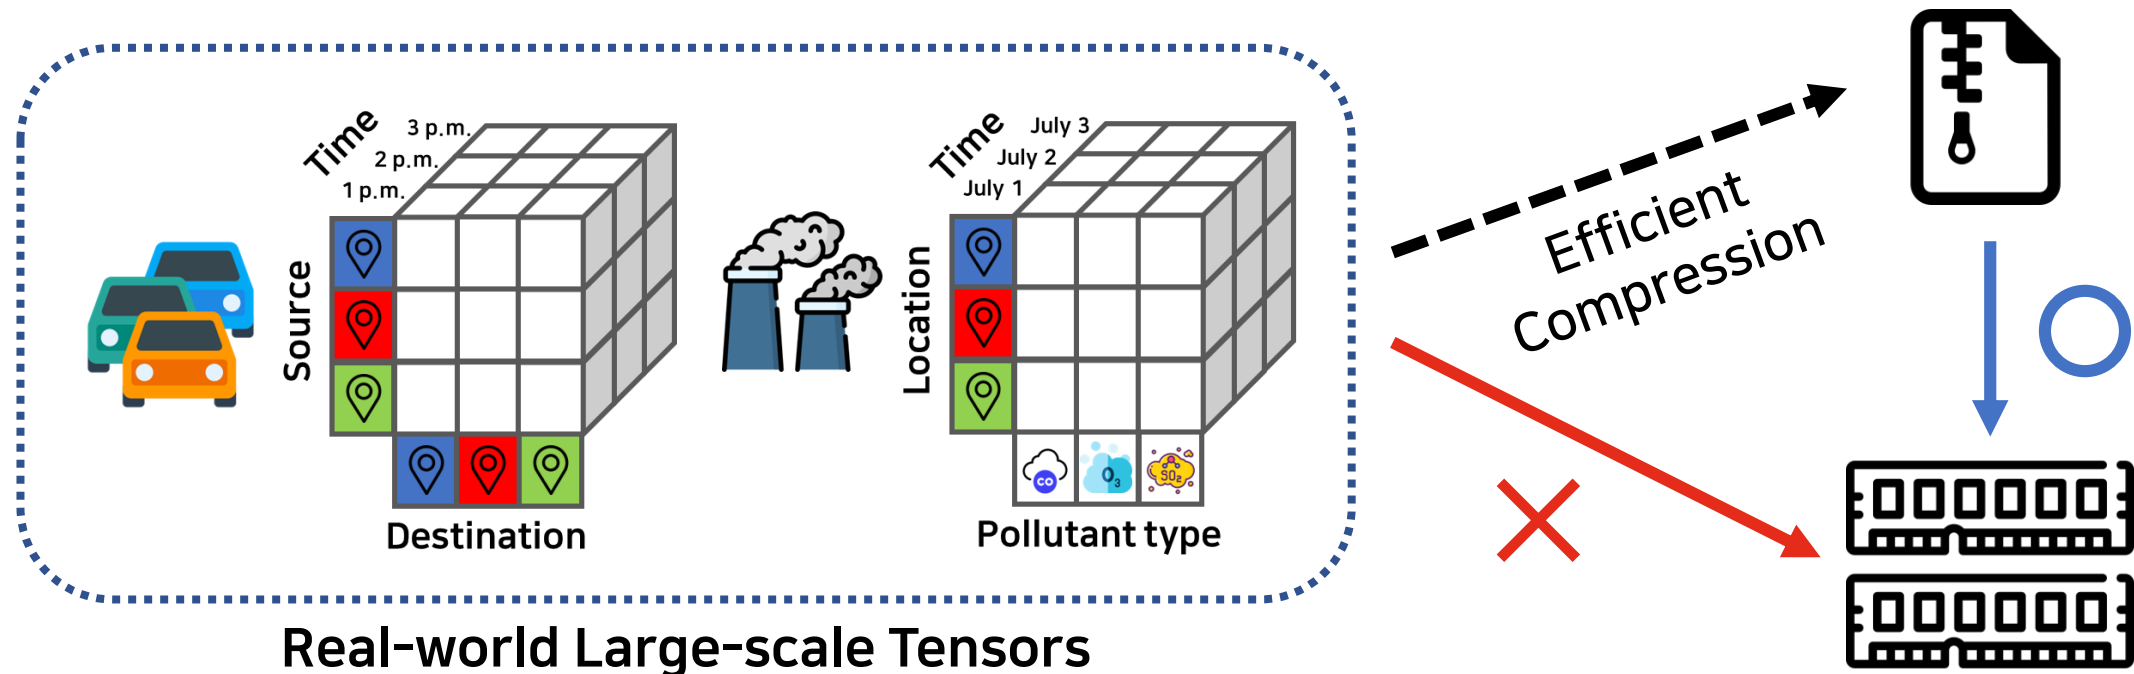 Time
3 p.m.
2 p.m.
1 p.m.
Source
Destination
Time
July 3
July 2
July 1
Location
CO
O₃
SO₂
Pollutant type
Real-world Large-scale Tensors
Efficient
Compression